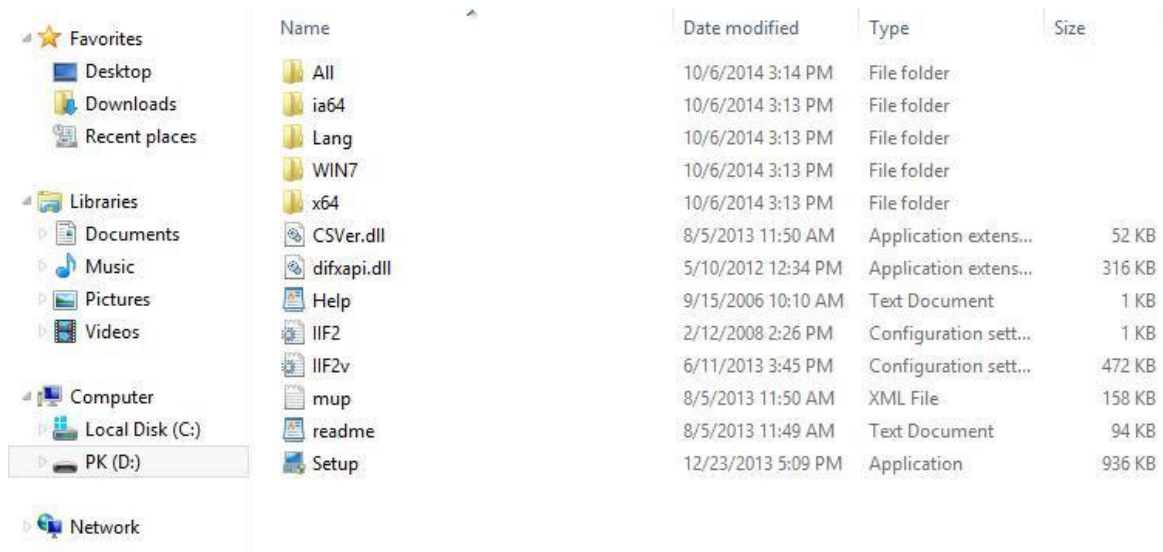 Favorites
Desktop
Downloads
Recent places
Libraries
Documents
Music
Pictures
Videos
Computer
Local Disk (C:)
PK (D:)
Network
Name Date modified Type Size
All 10/6/2014 3:14 PM File folder
ia64 10/6/2014 3:13 PM File folder
Lang 10/6/2014 3:13 PM File folder
WIN7 10/6/2014 3:13 PM File folder
x64 10/6/2014 3:13 PM File folder
CSVer.dll 8/5/2013 11:50 AM Application extens... 52 KB
difxapi.dll 5/10/2012 12:34 PM Application extens... 316 KB
Help 9/15/2006 10:10 AM Text Document 1 KB
IIF2 2/12/2008 2:26 PM Configuration sett... 1 KB
IIF2v 6/11/2013 3:45 PM Configuration sett... 472 KB
mup 8/5/2013 11:50 AM XML File 158 KB
readme 8/5/2013 11:49 AM Text Document 94 KB
Setup 12/23/2013 5:09 PM Application 936 KB